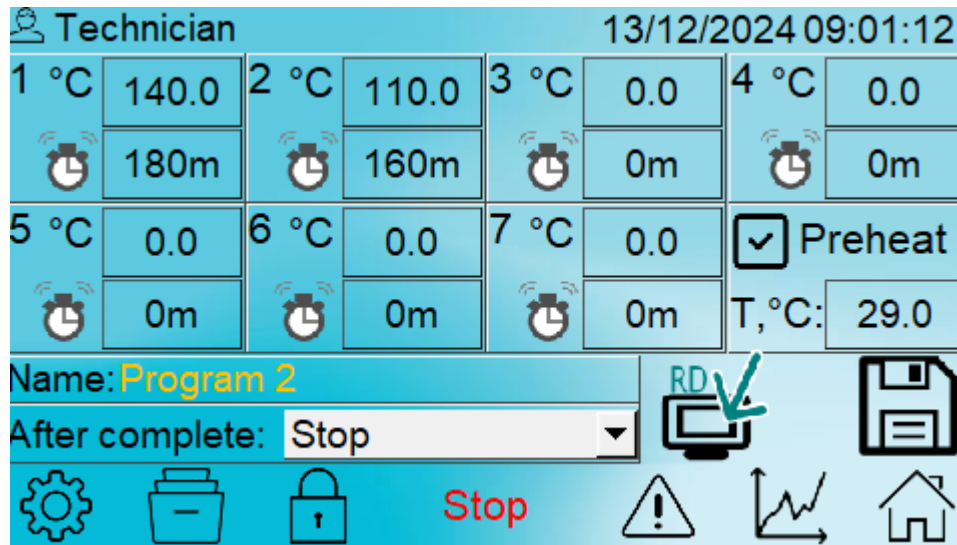 Technician 13/12/2024 09:01:12
1 °C 140.0 2 °C 110.0 3 °C 0.0 4 °C 0.0
180m 160m 0m 0m
5 °C 0.0 6 °C 0.0 7 °C 0.0 Preheat
0m 0m 0m T,°C: 29.0
Name: Program 2 RD
After complete: Stop
Stop